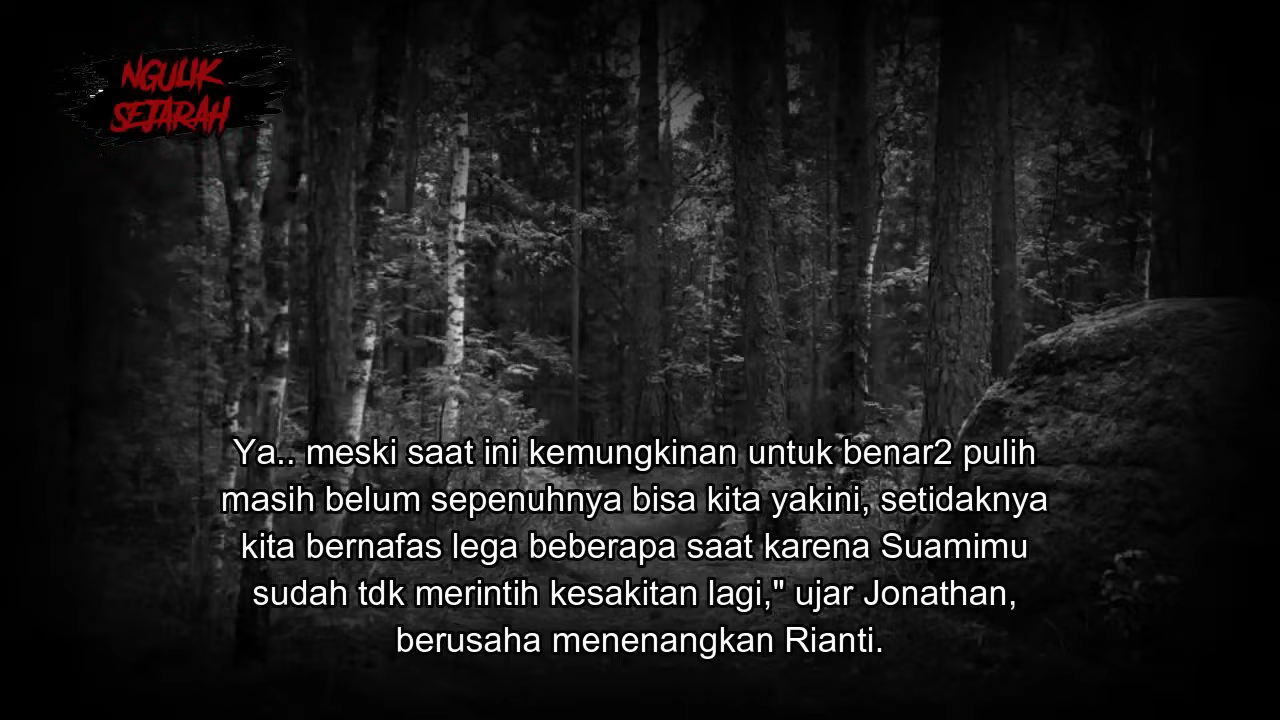 NGULIK
SEJARAH
Ya.. meski saat ini kemungkinan untuk benar2 pulih
masih belum sepenuhnya bisa kita yakini, setidaknya
kita bernafas lega beberapa saat karena Suamimu
sudah tdk merintih kesakitan lagi," ujar Jonathan,
berusaha menenangkan Rianti.